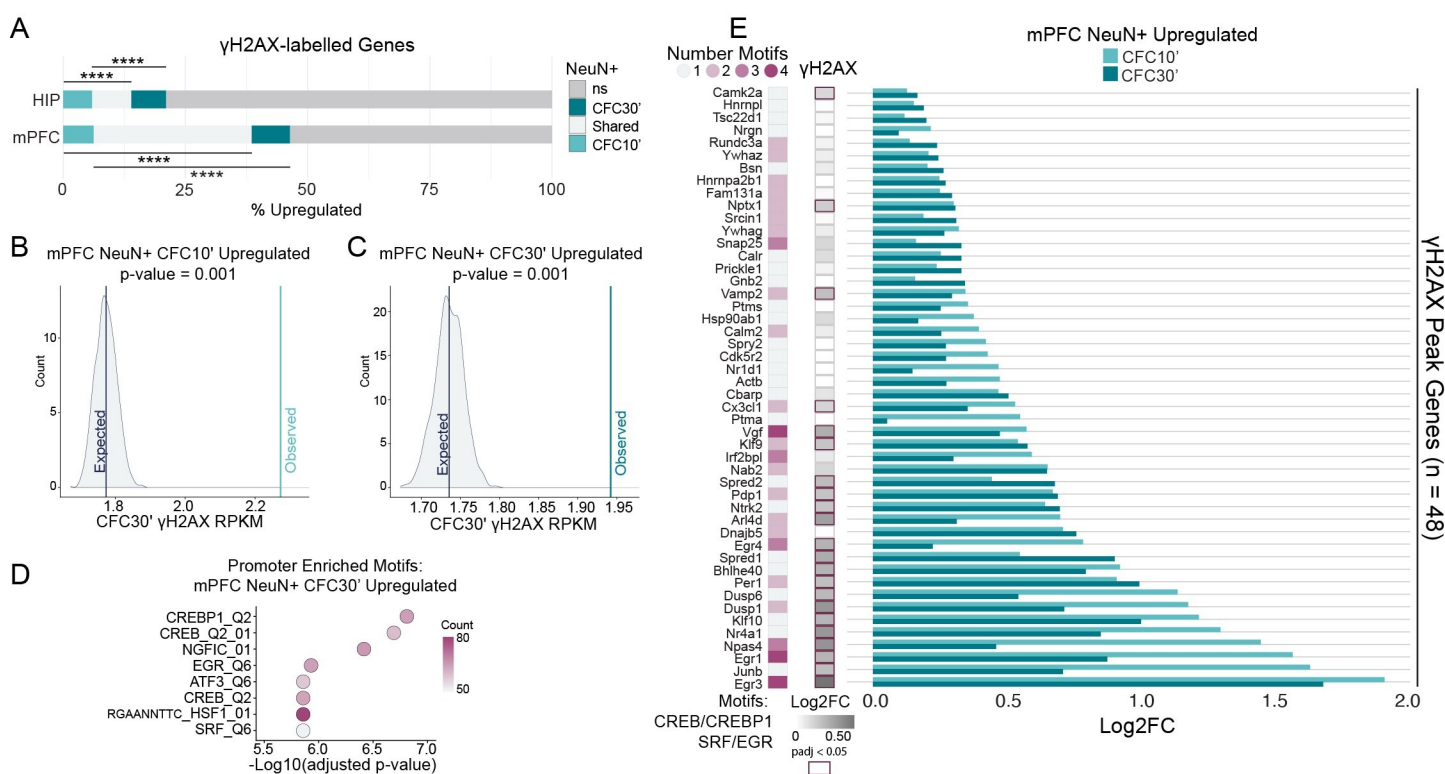 A
γH2AX-labelled Genes
****
****
HIP
mPFC
****
****
0
25
50
75
100
% Upregulated
NeuN+
ns
CFC30'
Shared
CFC10'
B
mPFC NeuN+ CFC10' Upregulated
p-value = 0.001
Count
10
5
0
Expected
Observed
1.8
2.0
2.2
CFC30' γH2AX RPKM
C
mPFC NeuN+ CFC30' Upregulated
p-value = 0.001
Count
20
15
10
5
0
Expected
Observed
1.70
1.75
1.80
1.85
1.90
1.95
CFC30' γH2AX RPKM
D
Promoter Enriched Motifs:
mPFC NeuN+ CFC30' Upregulated
CREBP1_Q2
CREB_Q2_01
NGFIC_01
EGR_Q6
ATF3_Q6
CREB_Q2
RGAANNTTC_HSF1_01
SRF_Q6
5.5
6.0
6.5
7.0
-Log10(adjusted p-value)
Count
80
50
E
mPFC NeuN+ Upregulated
CFC10'
CFC30'
Number Motifs
1 2 3 4
γH2AX
Camk2a
Hnrnpl
Tsc22d1
Nrgn
Rundc3a
Ywhaz
Bsn
Hnrnpa2b1
Fam131a
Nptx1
Srcin1
Ywhag
Snap25
Calr
Prickle1
Gnb2
Vamp2
Ptms
Hsp90ab1
Calm2
Spry2
Cdk5r2
Nr1d1
Actb
Cbarp
Cx3cl1
Ptma
Vgf
Klf9
Irf2bpl
Nab2
Spred2
Pdp1
Ntrk2
Arl4d
Dnajb5
Egr4
Spred1
Bhlhe40
Per1
Dusp6
Dusp1
Klf10
Nr4a1
Npas4
Egr1
Junb
Egr3
Motifs:
CREB/CREBP1
SRF/EGR
Log2FC
0 0.50
padj < 0.05
0.0
0.5
1.0
1.5
2.0
Log2FC
γH2AX Peak Genes (n = 48)